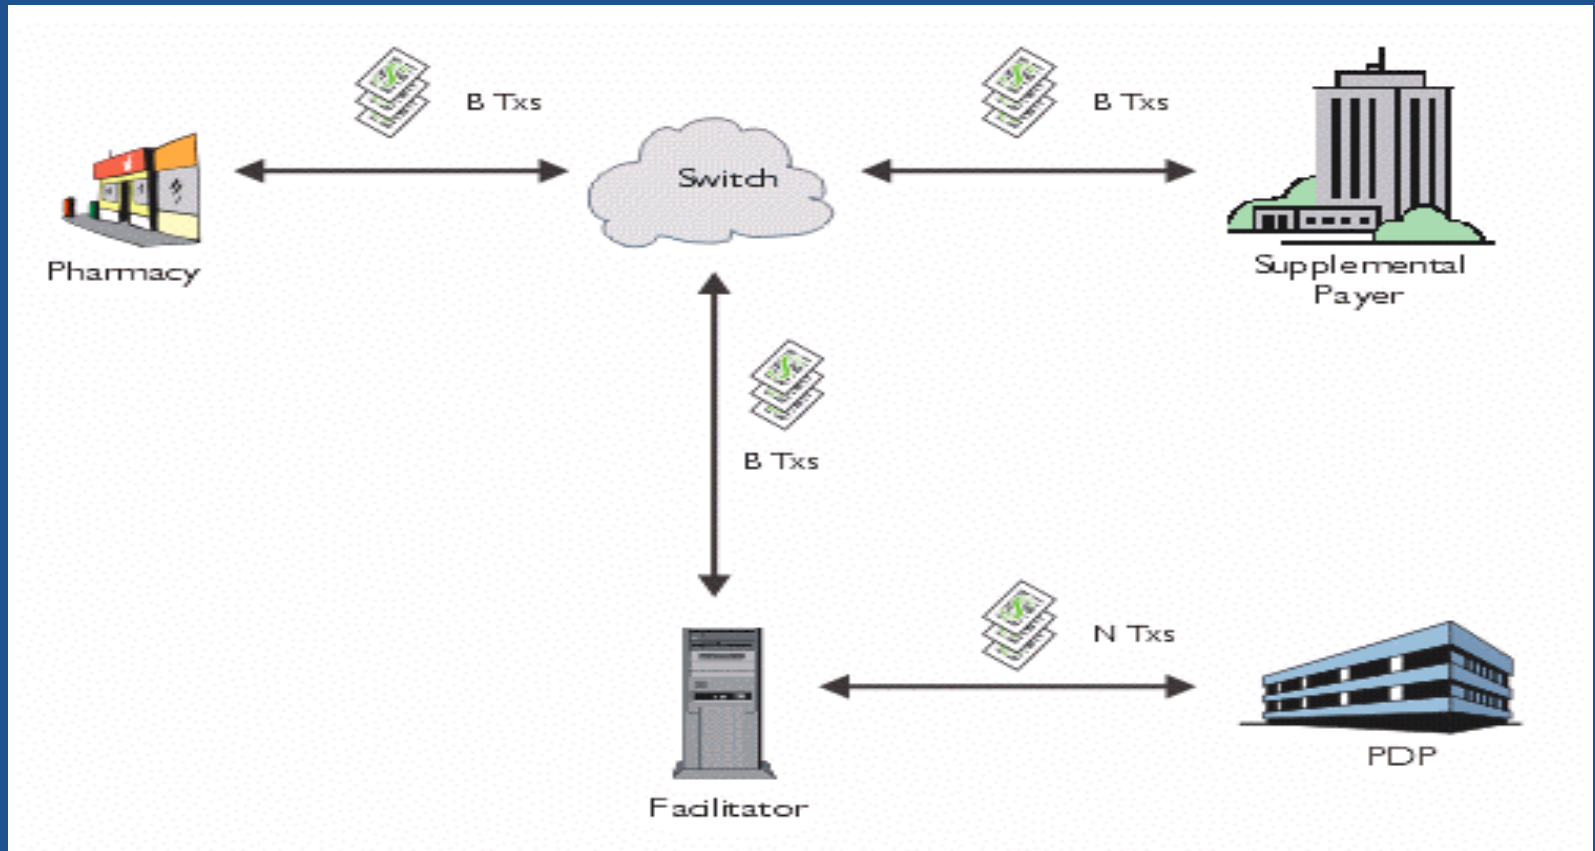 B Txs
B Txs
Switch
Pharmacy
Supplemental
Payer
B Txs
N Txs
PDP
Facilitator